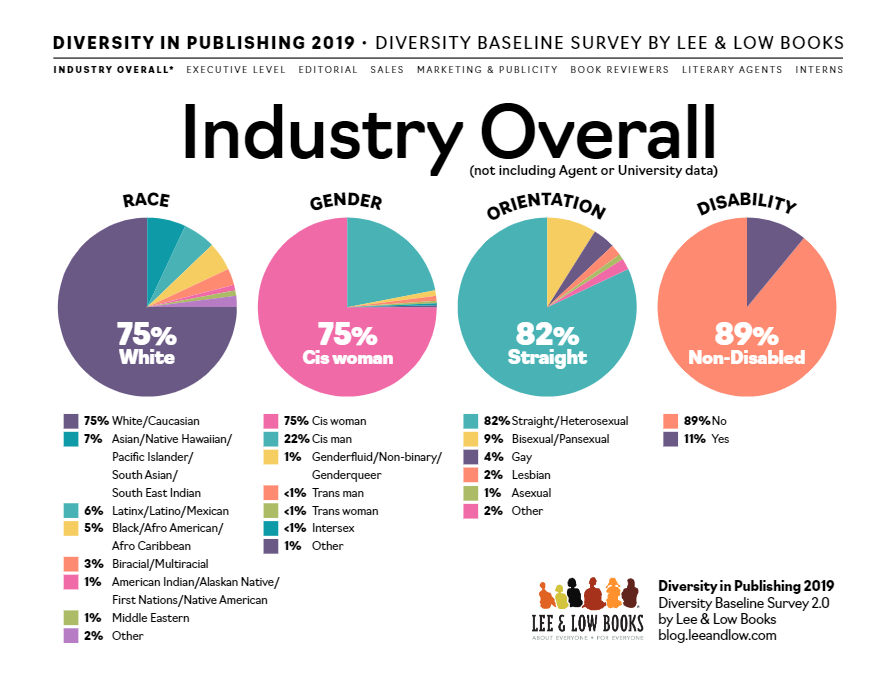 DIVERSITY IN PUBLISHING 2019 · DIVERSITY BASELINE SURVEY BY LEE & LOW BOOKS
INDUSTRY OVERALL* EXECUTIVE LEVEL EDITORIAL SALES MARKETING & PUBLICITY BOOK REVIEWERS LITERARY AGENTS INTERNS
Industry Overall
(not including Agent or University data)
RACE
75%
White
75% White/Caucasian
7% Asian/Native Hawaiian/
Pacific Islander/
South Asian/
South East Indian
6% Latinx/Latino/Mexican
5% Black/Afro American/
Afro Caribbean
3% Biracial/Multiracial
1% American Indian/Alaskan Native/
First Nations/Native American
1% Middle Eastern
2% Other
GENDER
75%
Cis woman
75% Cis woman
22% Cis man
1% Genderfluid/Non-binary/
Genderqueer
<1% Trans man
<1% Trans woman
<1% Intersex
1% Other
ORIENTATION
82%
Straight
82% Straight/Heterosexual
9% Bisexual/Pansexual
4% Gay
2% Lesbian
1% Asexual
2% Other
DISABILITY
89%
Non-Disabled
89% No
11% Yes
LEE & LOW BOOKS
ABOUT EVERYONE • FOR EVERYONE
Diversity in Publishing 2019
Diversity Baseline Survey 2.0
by Lee & Low Books
blog.leeandlow.com